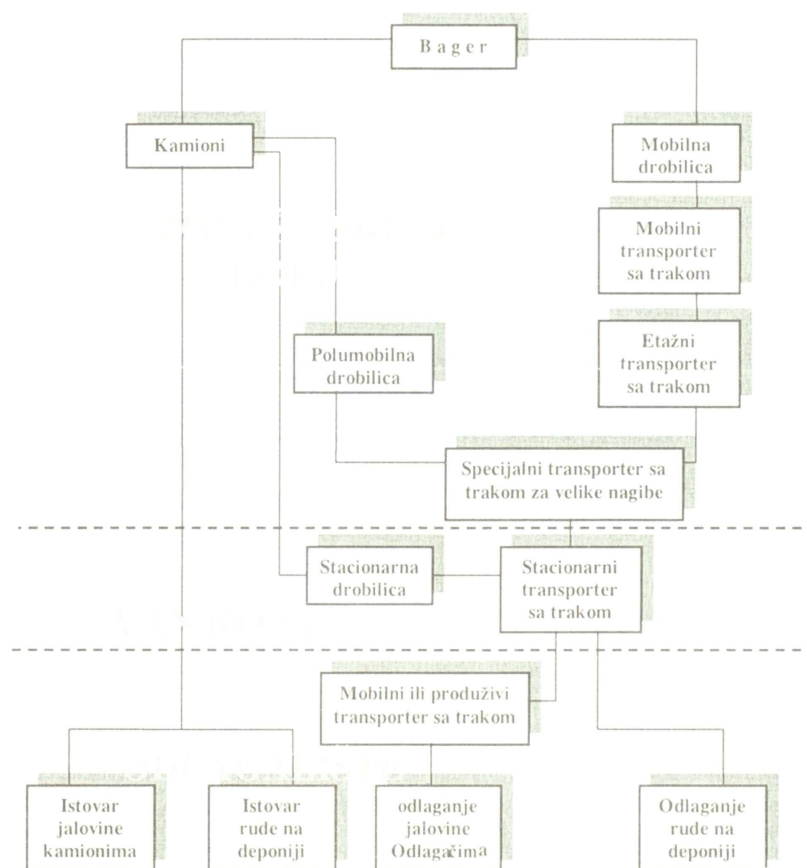 Bager
Kamioni
Mobilna
drobilica
Mobilni
transporter
sa trakom
Polumobilna
drobilica
Etažni
transporter
sa trakom
Specijalni transporter sa
trakom za velike nagibe
Stacionarna
drobilica
Stacionarni
transporter
sa trakom
Mobilni ili produživi
transporter sa trakom
Istovar
jalovine
kamionima
Istovar
rude na
deponiji
odlaganje
jalovine
Odlagačima
Odlaganje
rude na
deponiji